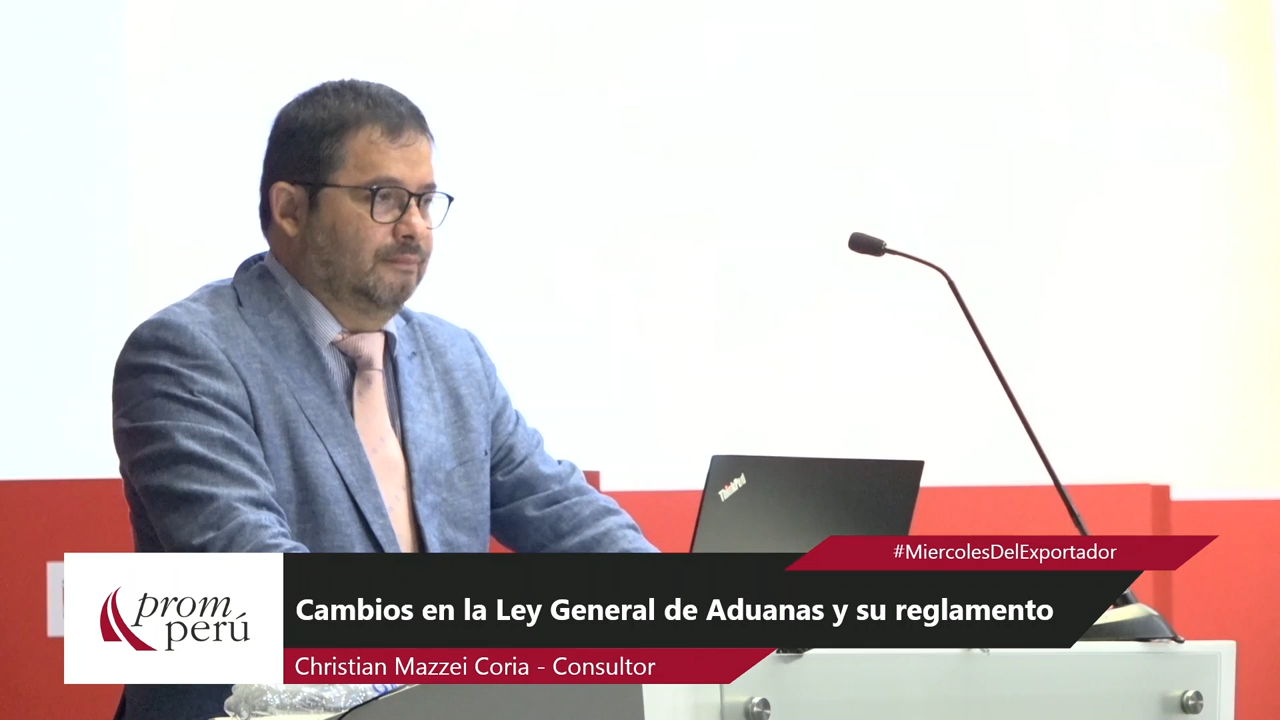 ThinkPad
#MiercolesDelExportador
prom
perú
Cambios en la Ley General de Aduanas y su reglamento
Christian Mazzei Coria - Consultor